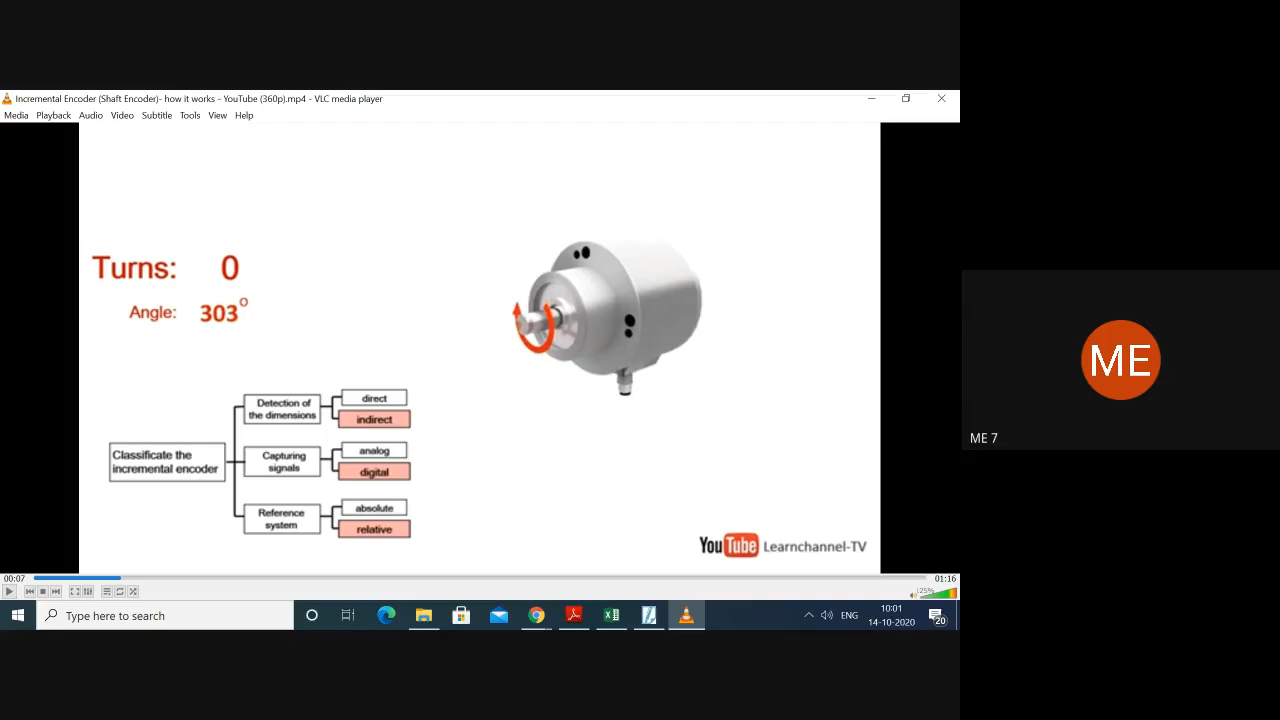 Incremental Encoder (Shaft Encoder)- how it works - YouTube (360p).mp4 - VLC media player
Media Playback Audio Video Subtitle Tools View Help
Turns: 0
Angle: 303°
Classificate the
incremental encoder
Detection of
the dimensions
direct
indirect
Capturing
signals
analog
digital
Reference
system
absolute
relative
YouTube Learnchannel-TV
00:07
01:16
125%
Type here to search
ENG
10:01
14-10-2020
20
ME
ME 7